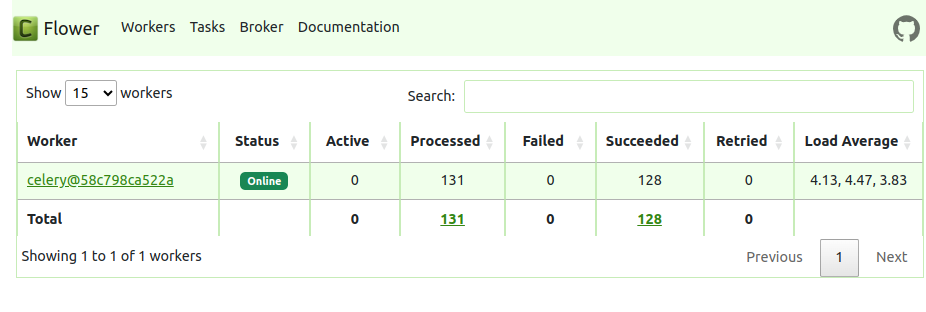 Flower Workers Tasks Broker Documentation
Show 15 workers Search:
Worker Status Active Processed Failed Succeeded Retried Load Average
celery@58c798ca522a Online 0 131 0 128 0 4.13, 4.47, 3.83
Total 0 131 0 128 0
Showing 1 to 1 of 1 workers Previous 1 Next